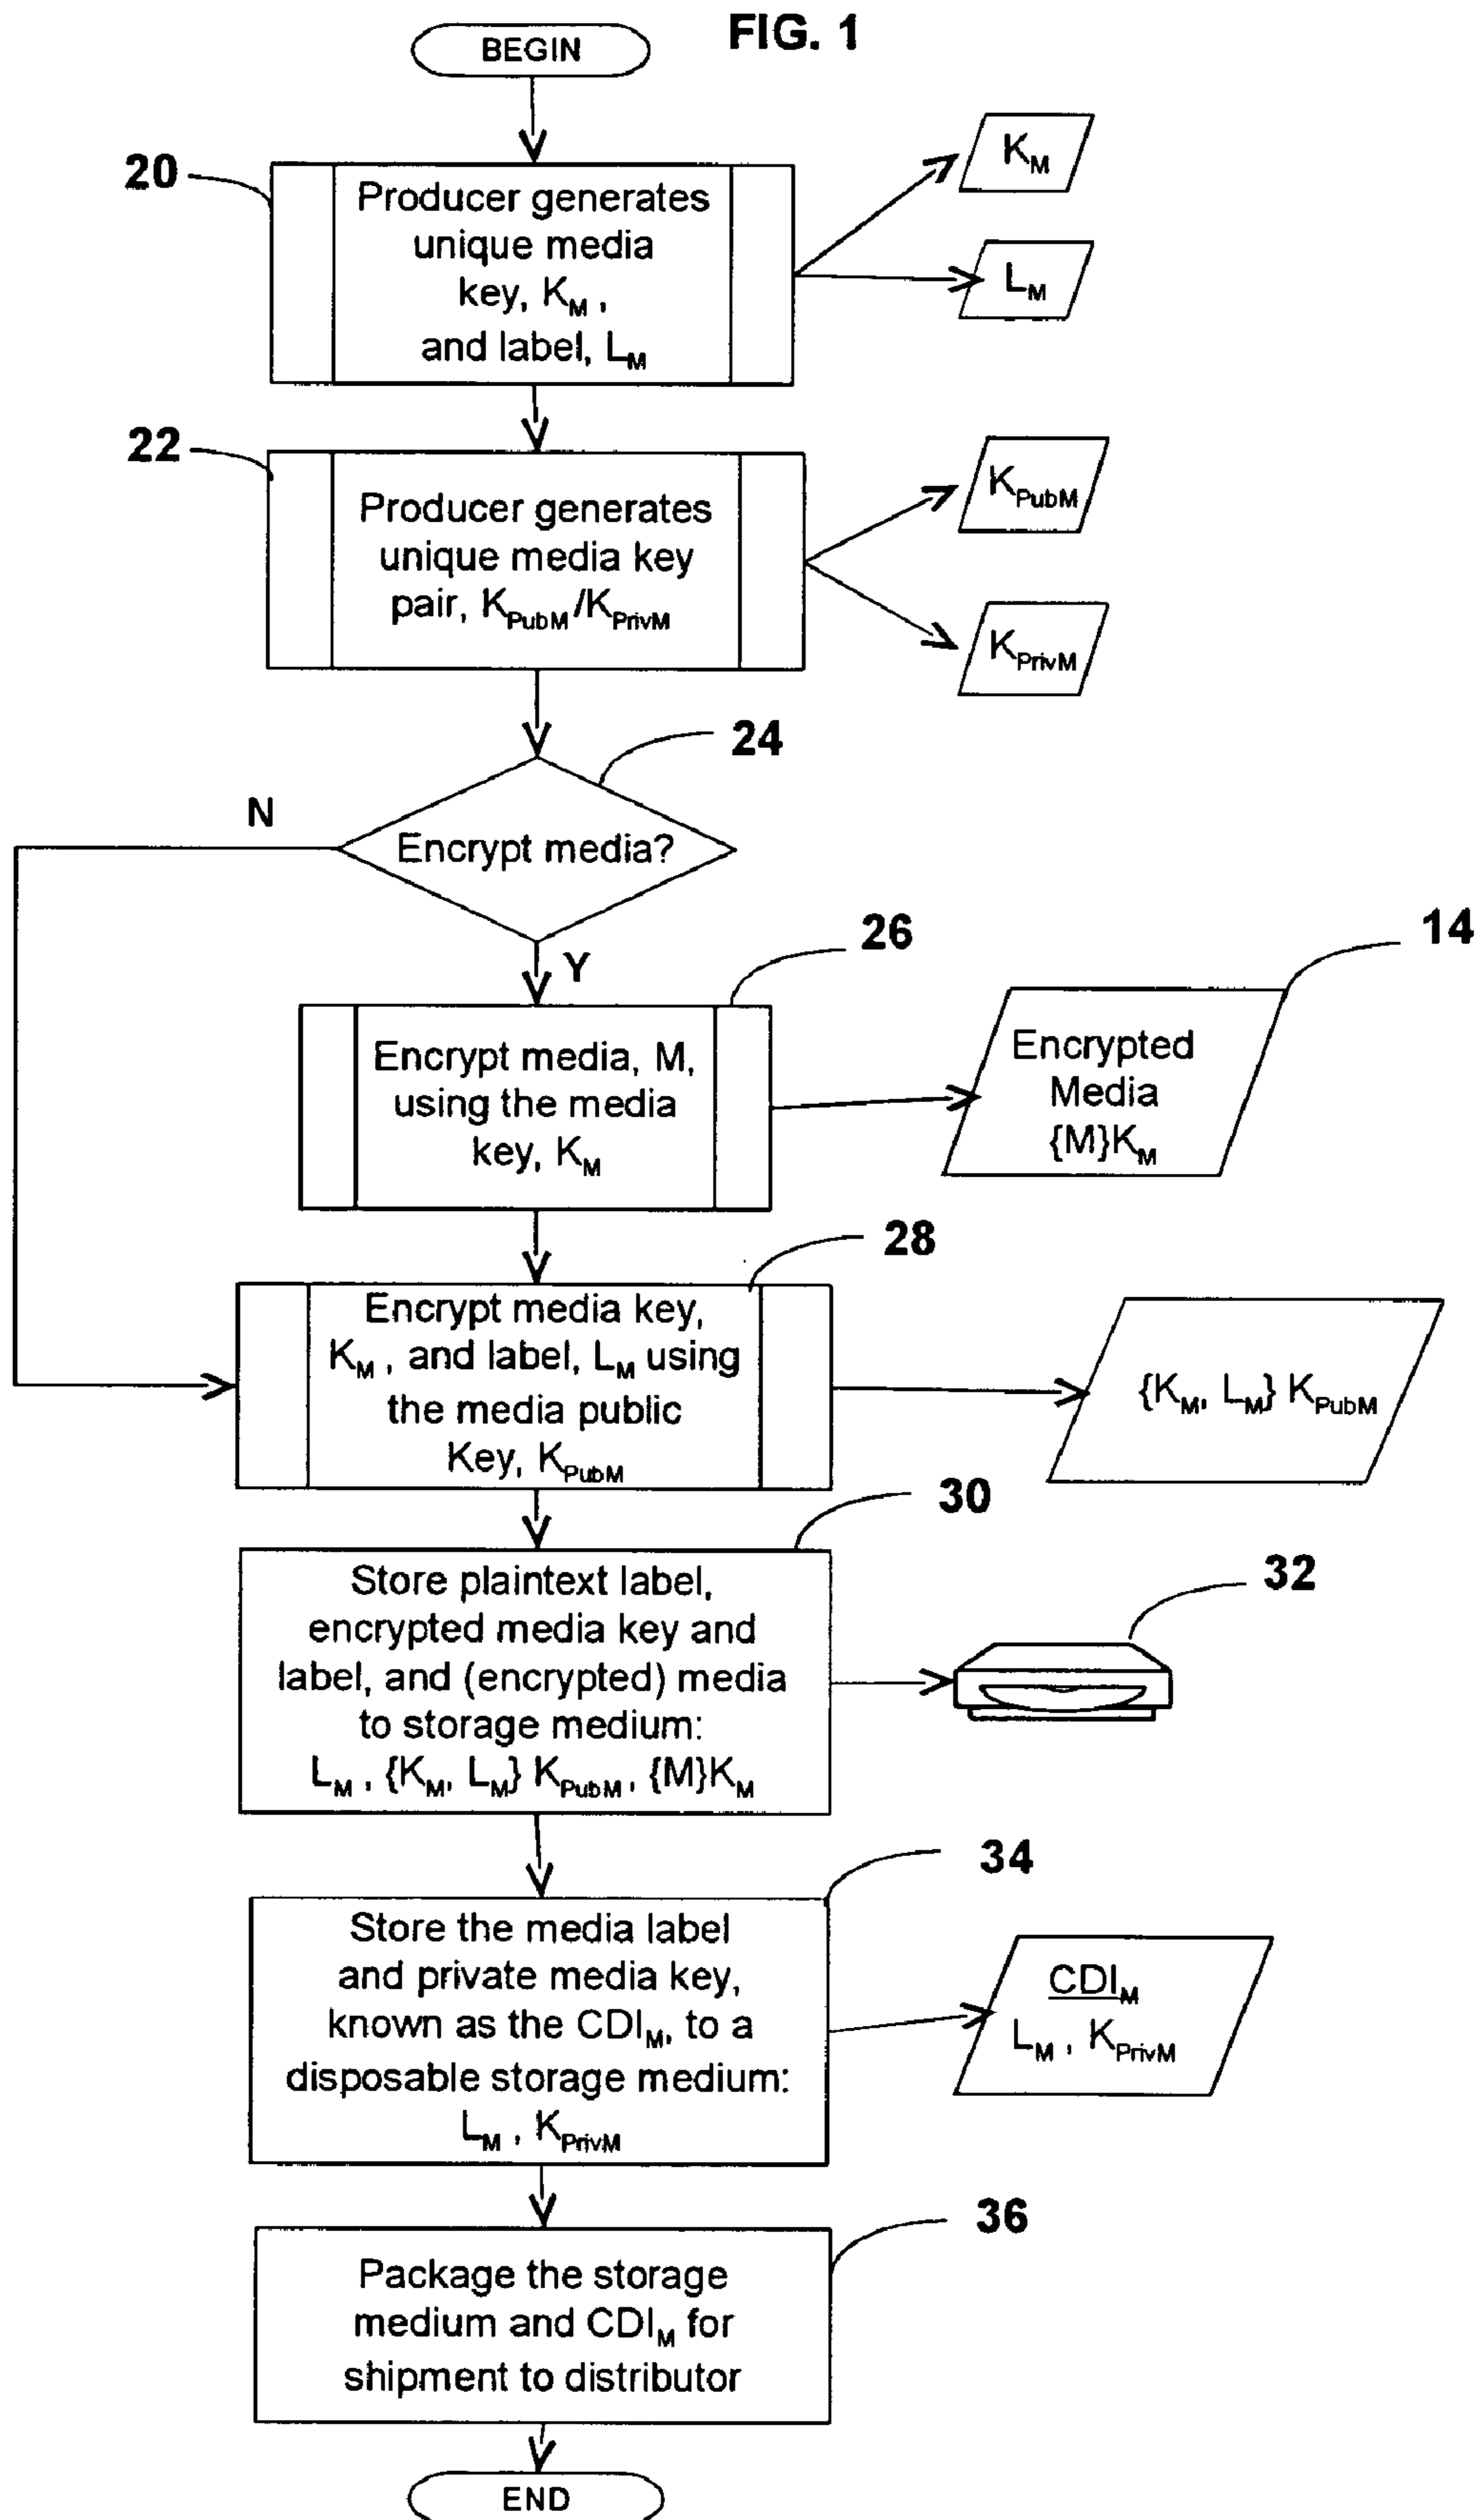 FIG. 1
BEGIN
20
Producer generates
unique media
key, K_M ,
and label, L_M
K_M
L_M
22
Producer generates
unique media key
pair, K_PubM /K_PrivM
K_PubM
K_PrivM
24
N
Encrypt media?
Y
26
14
Encrypt media, M,
using the media
key, K_M
Encrypted
Media
{M}K_M
28
Encrypt media key,
K_M , and label, L_M using
the media public
Key, K_PubM
{K_M, L_M} K_PubM
30
Store plaintext label,
encrypted media key and
label, and (encrypted) media
to storage medium:
L_M , {K_M, L_M} K_PubM, {M}K_M
32
34
Store the media label
and private media key,
known as the CDI_M, to a
disposable storage medium:
L_M , K_PrivM
CDI_M
L_M , K_PrivM
36
Package the storage
medium and CDI_M for
shipment to distributor
END